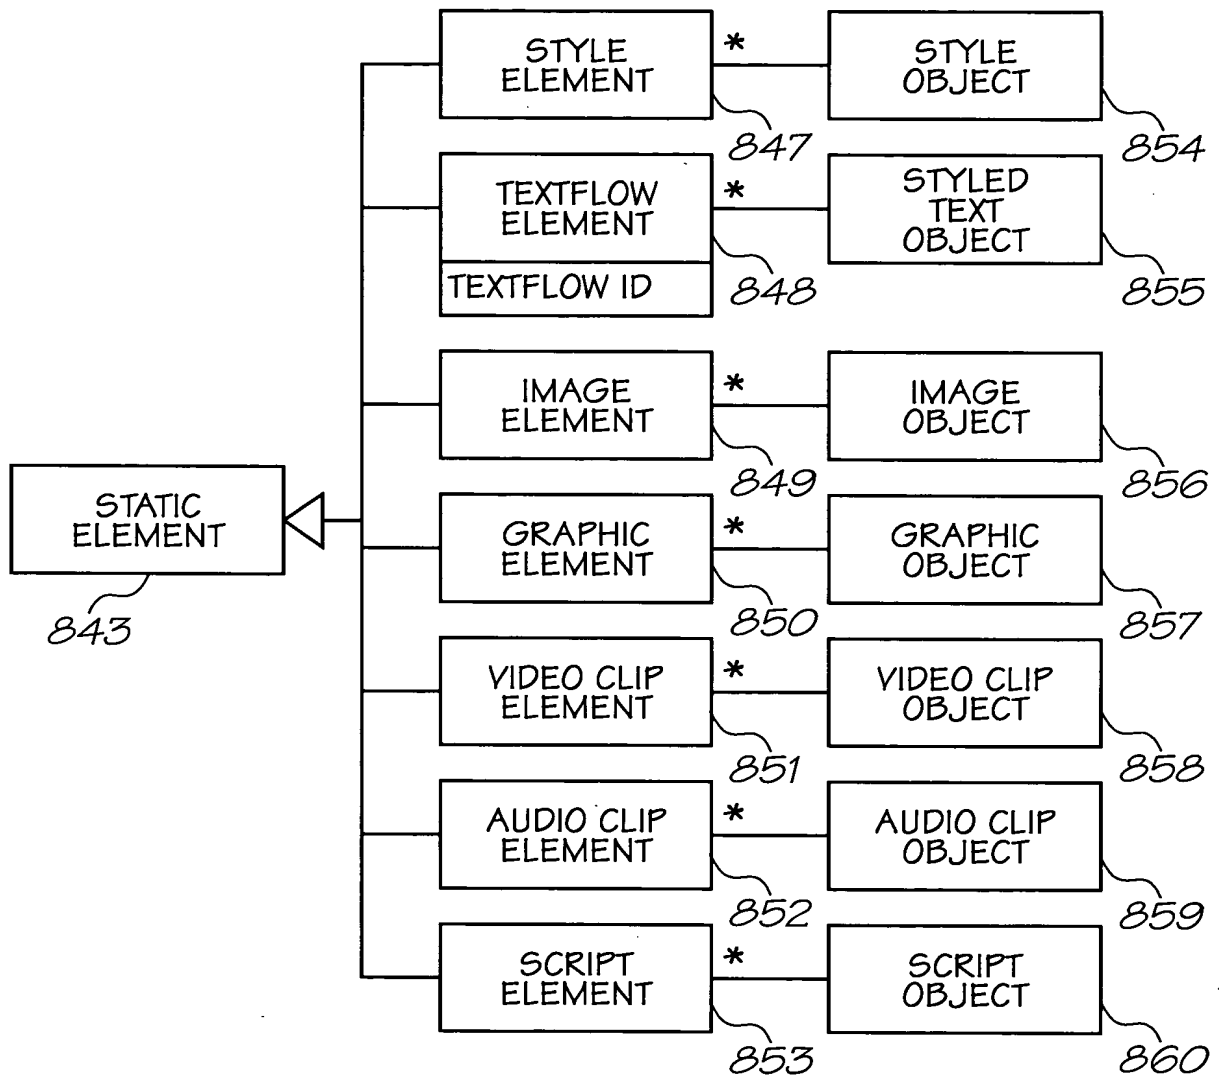 STYLE
ELEMENT
*
STYLE
OBJECT
847
854
TEXTFLOW
ELEMENT
*
STYLED
TEXT
OBJECT
TEXTFLOW ID
848
855
IMAGE
ELEMENT
*
IMAGE
OBJECT
849
856
STATIC
ELEMENT
843
GRAPHIC
ELEMENT
*
GRAPHIC
OBJECT
850
857
VIDEO CLIP
ELEMENT
*
VIDEO CLIP
OBJECT
851
858
AUDIO CLIP
ELEMENT
*
AUDIO CLIP
OBJECT
852
859
SCRIPT
ELEMENT
*
SCRIPT
OBJECT
853
860